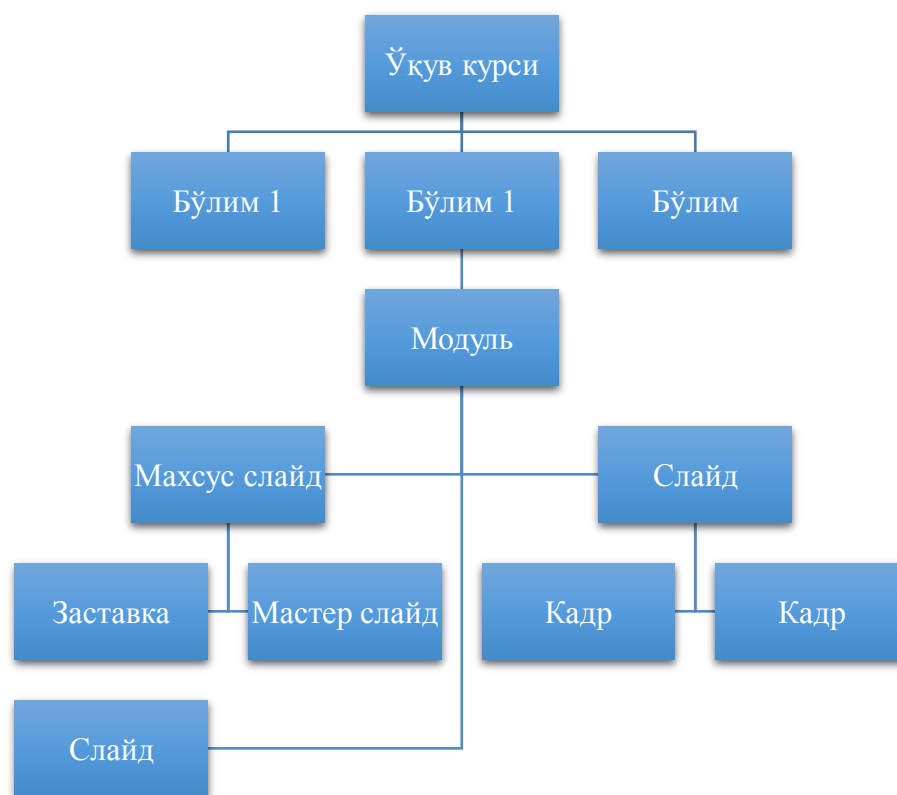 Ўқув курси
Бўлим 1
Бўлим 1
Бўлим
Модуль
Махсус слайд
Слайд
Заставка
Мастер слайд
Кадр
Кадр
Слайд